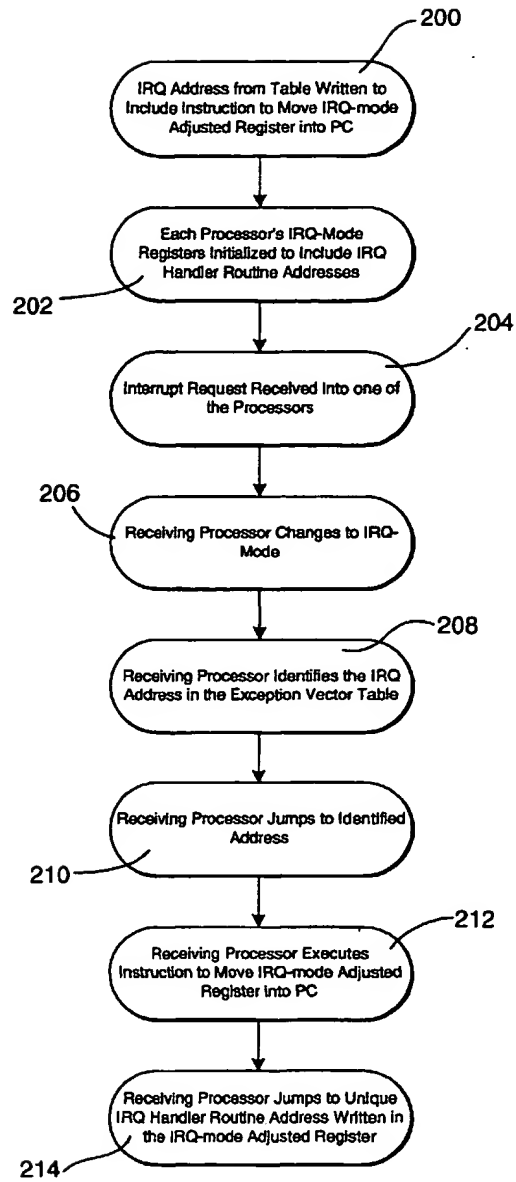 200
IRQ Address from Table Written to
Include Instruction to Move IRQ-mode
Adjusted Register into PC
Each Processor's IRQ-Mode
Registers Initialized to Include IRQ
Handler Routine Addresses
202
204
Interrupt Request Received into one of
the Processors
206
Receiving Processor Changes to IRQ-
Mode
208
Receiving Processor Identifies the IRQ
Address in the Exception Vector Table
Receiving Processor Jumps to Identified
Address
210
212
Receiving Processor Executes
Instruction to Move IRQ-mode Adjusted
Register into PC
Receiving Processor Jumps to Unique
IRQ Handler Routine Address Written in
the IRQ-mode Adjusted Register
214